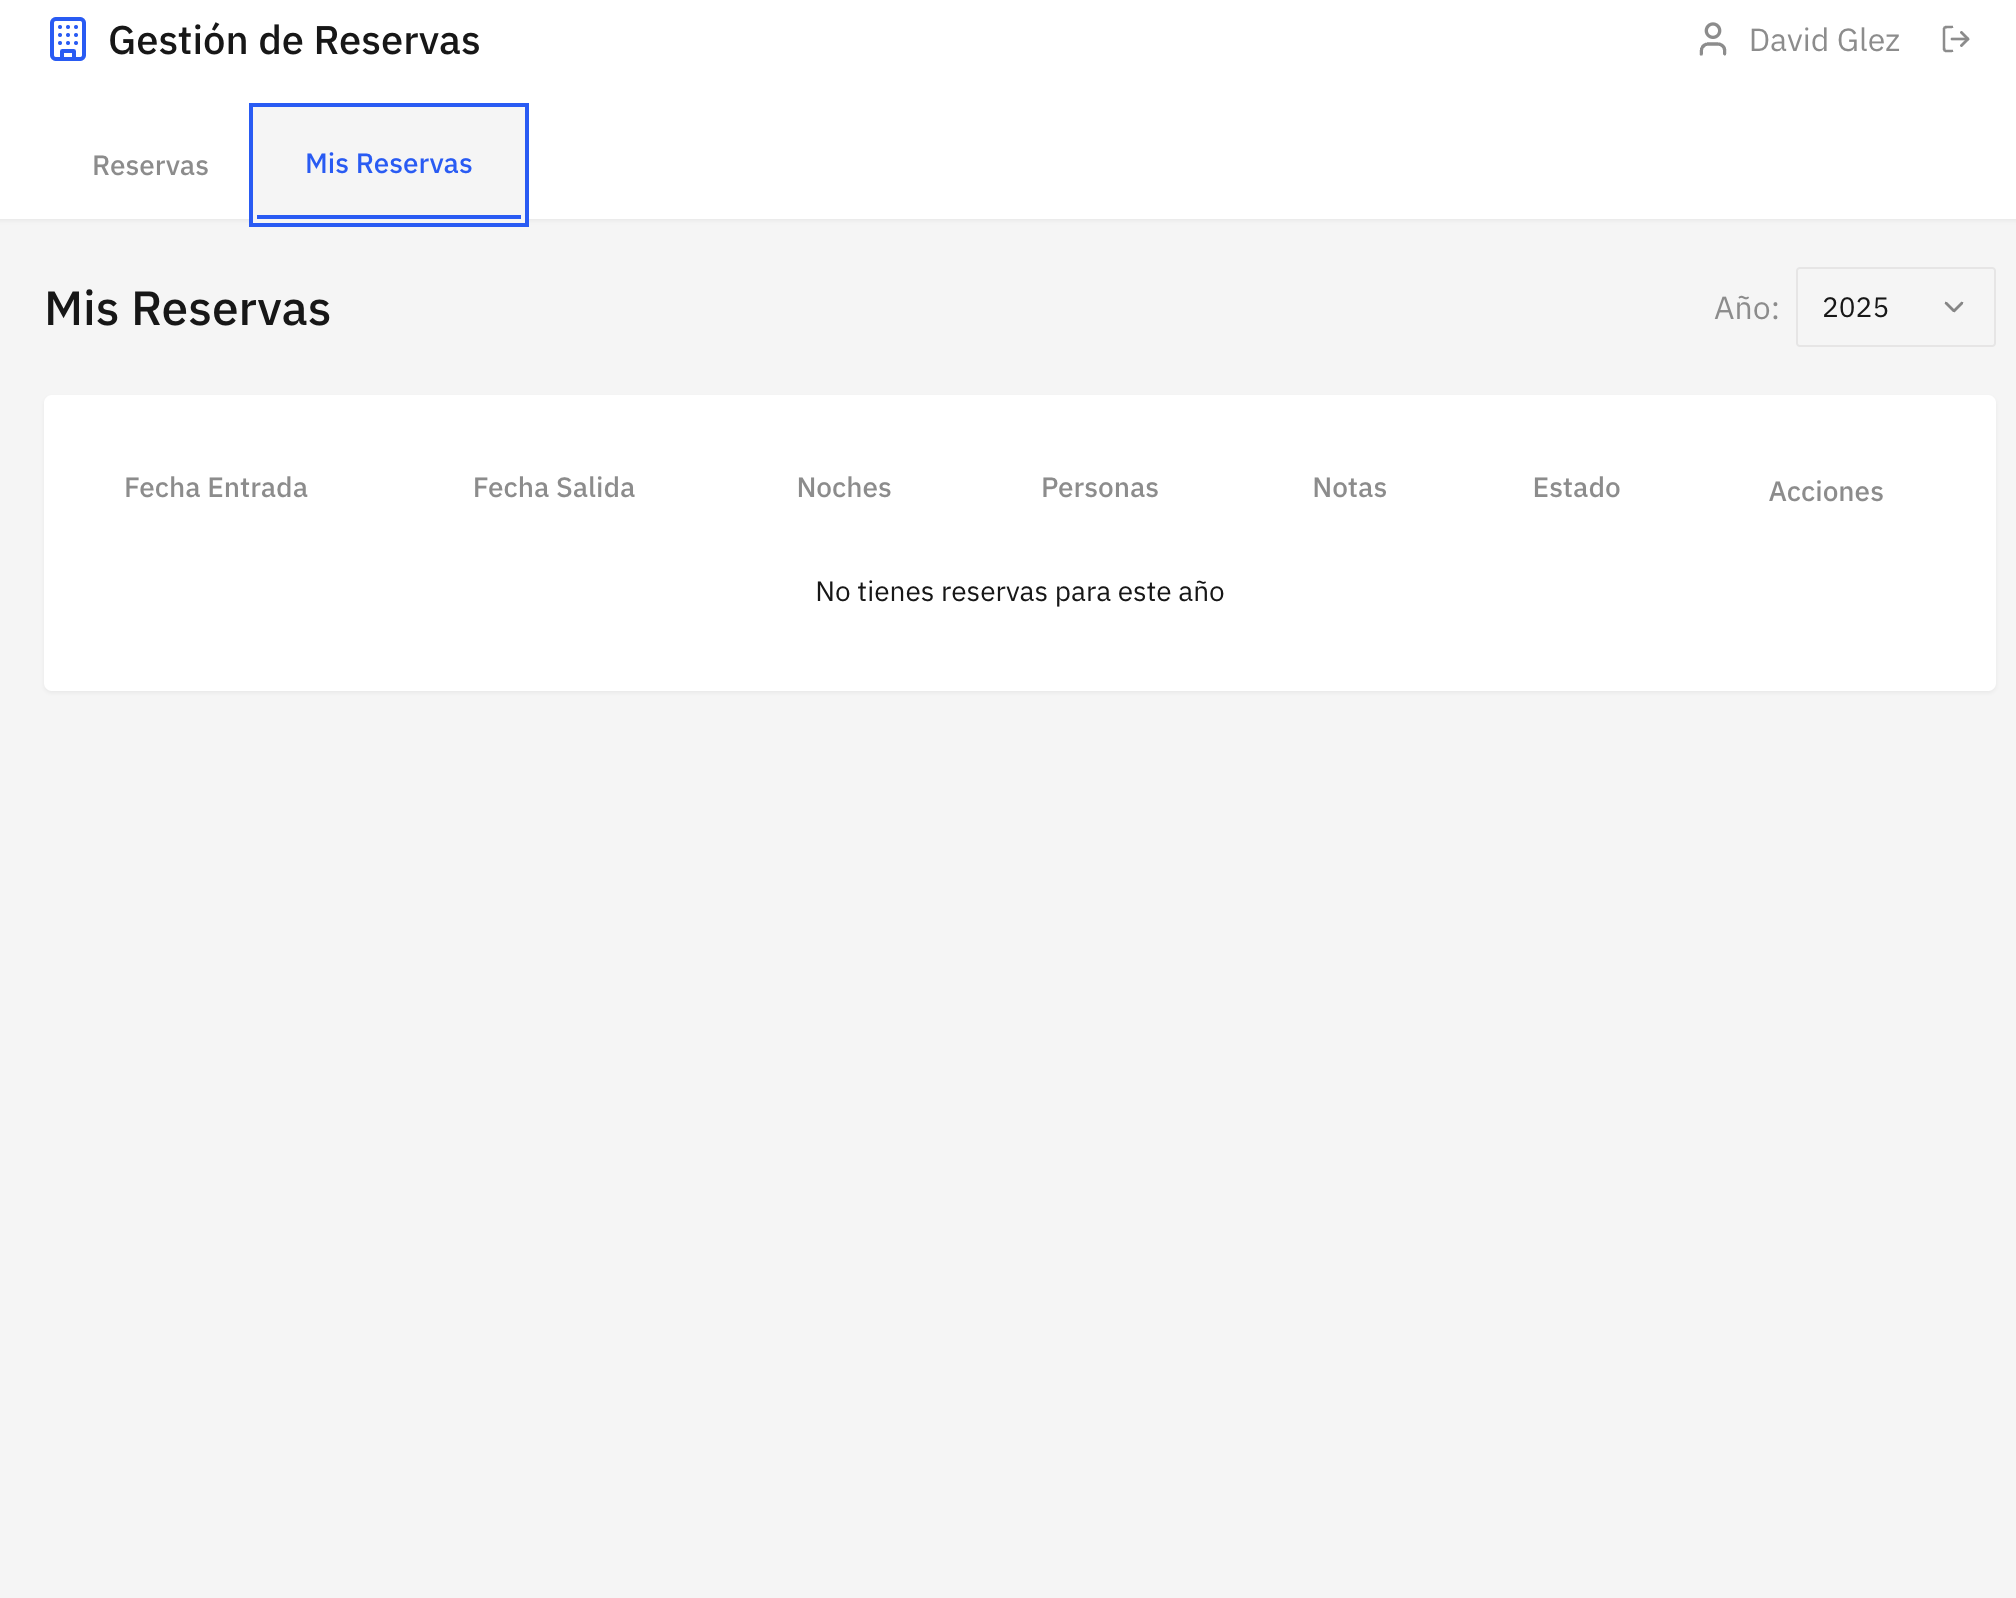 Gestión de Reservas
David Glez
Reservas
Mis Reservas
Mis Reservas
Año:
2025
Fecha Entrada
Fecha Salida
Noches
Personas
Notas
Estado
Acciones
No tienes reservas para este año